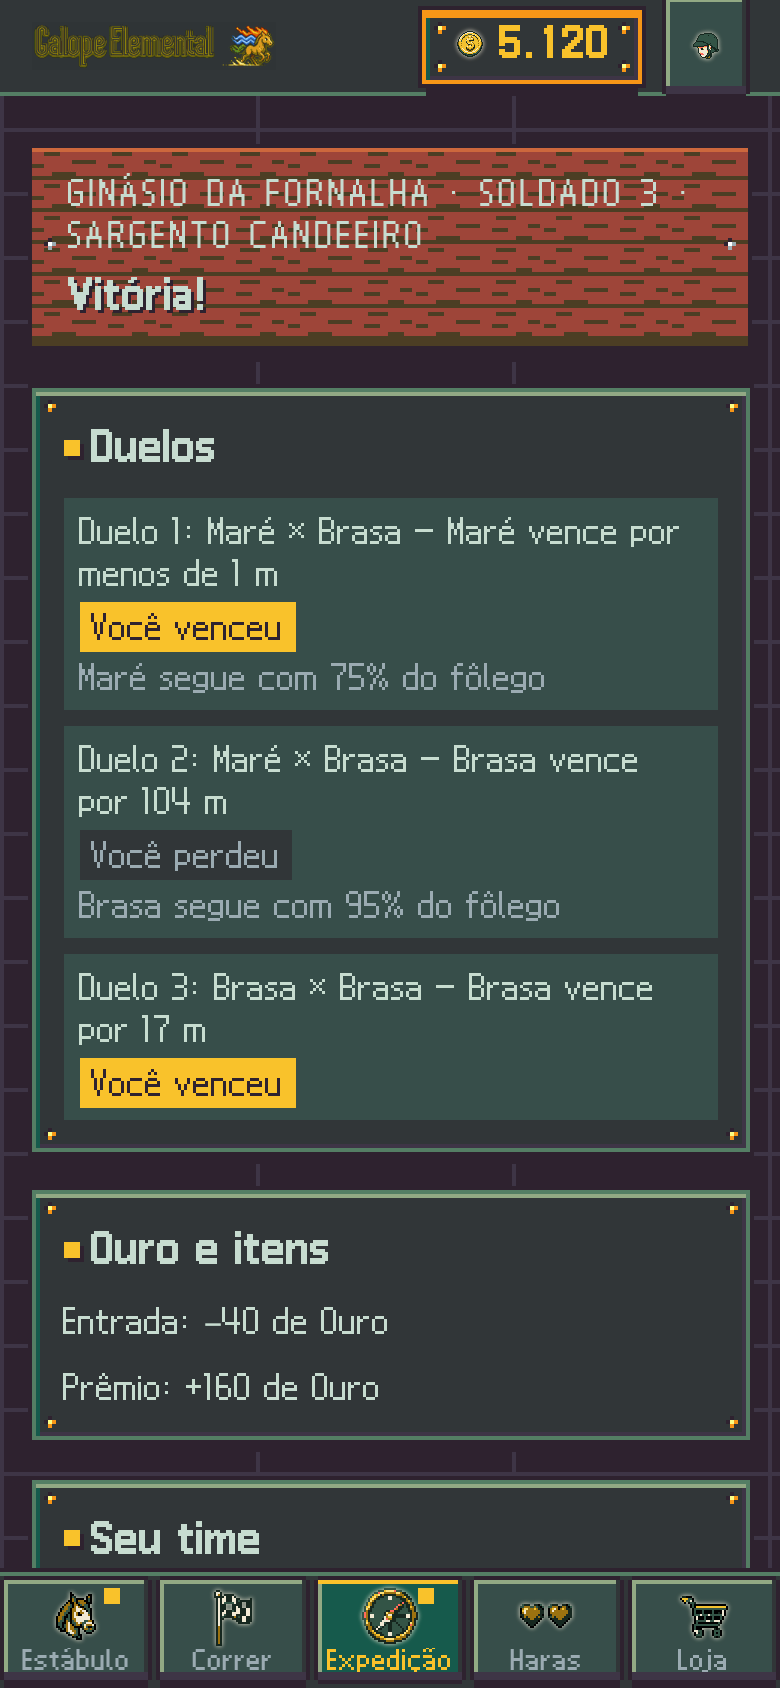 Galope Elemental
5.120
GINÁSIO DA FORNALHA · SOLDADO 3 ·
SARGENTO CANDEEIRO
Vitória!
Duelos
Duelo 1: Maré × Brasa – Maré vence por
menos de 1 m
Você venceu
Maré segue com 75% do fôlego
Duelo 2: Maré × Brasa – Brasa vence
por 104 m
Você perdeu
Brasa segue com 95% do fôlego
Duelo 3: Brasa × Brasa – Brasa vence
por 17 m
Você venceu
Ouro e itens
Entrada: −40 de Ouro
Prêmio: +160 de Ouro
Seu time
Estábulo
Correr
Expedição
Haras
Loja